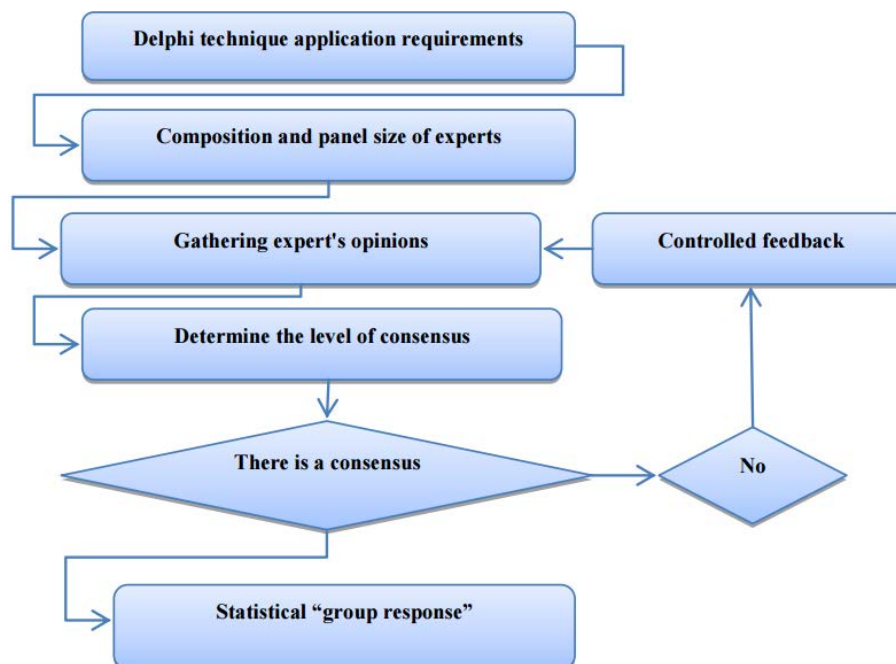 Delphi technique application requirements
Composition and panel size of experts
Gathering expert's opinions
Controlled feedback
Determine the level of consensus
There is a consensus
No
Statistical “group response”